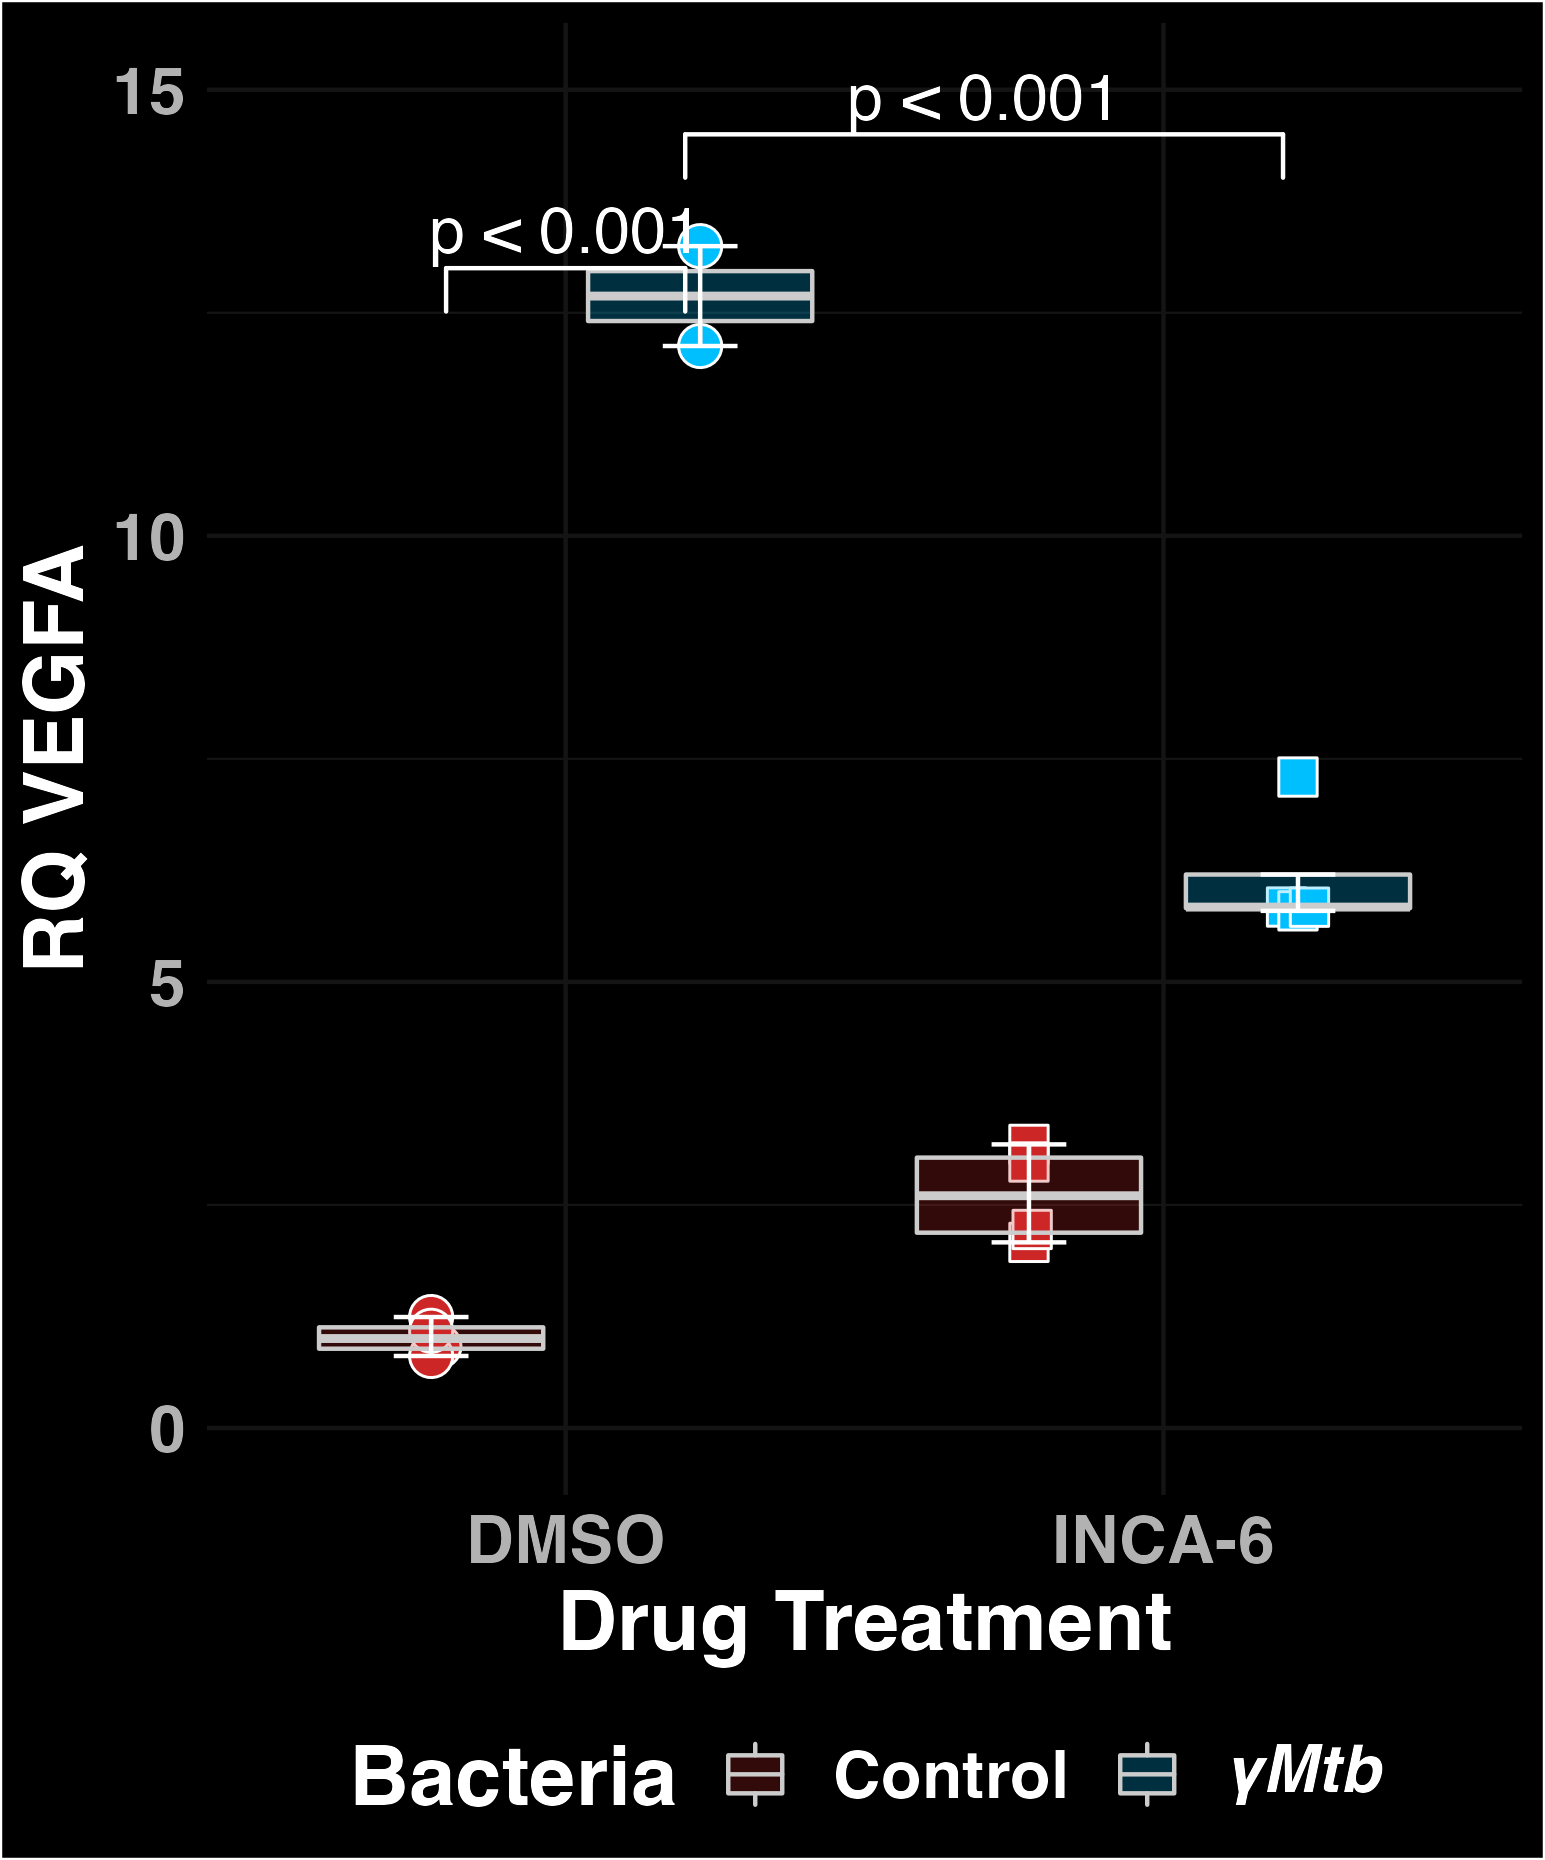 15
p < 0.001
p < 0.001
10
5
0
RQ VEGFA
DMSO
INCA-6
Drug Treatment
Bacteria
Control
γMtb